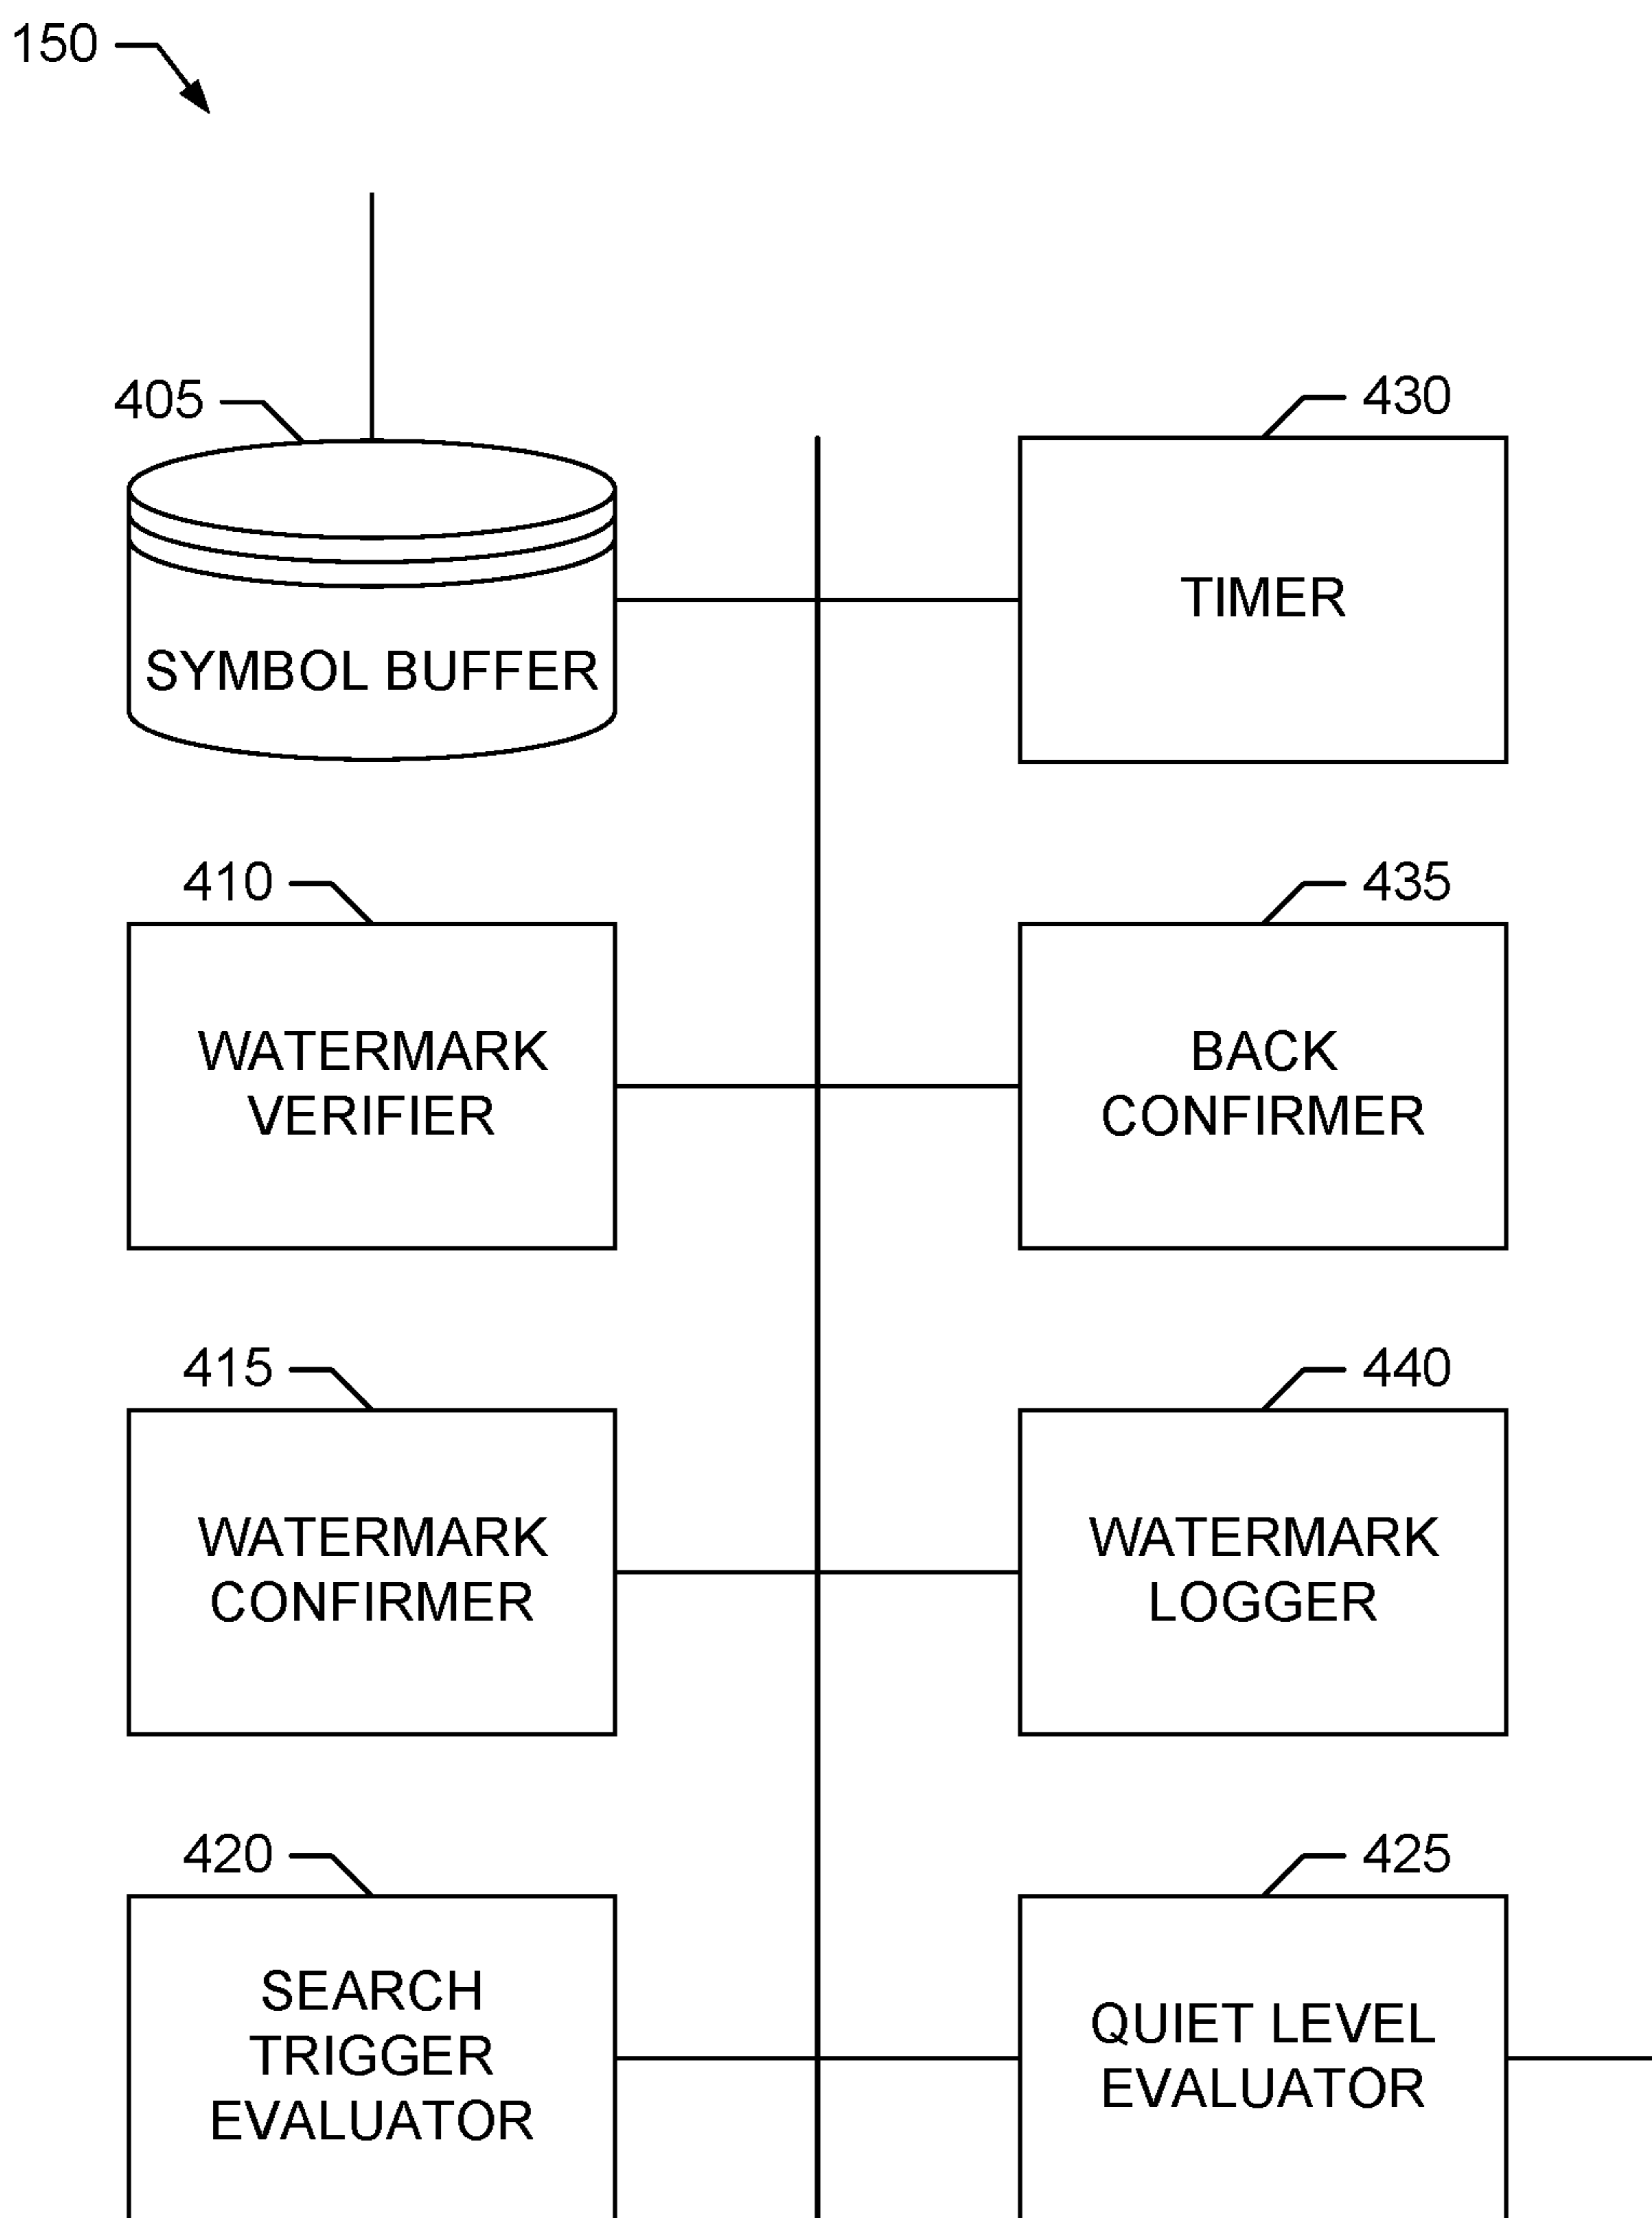 150
405
SYMBOL BUFFER
430
TIMER
410
WATERMARK
VERIFIER
435
BACK
CONFIRMER
415
WATERMARK
CONFIRMER
440
WATERMARK
LOGGER
420
SEARCH
TRIGGER
EVALUATOR
425
QUIET LEVEL
EVALUATOR